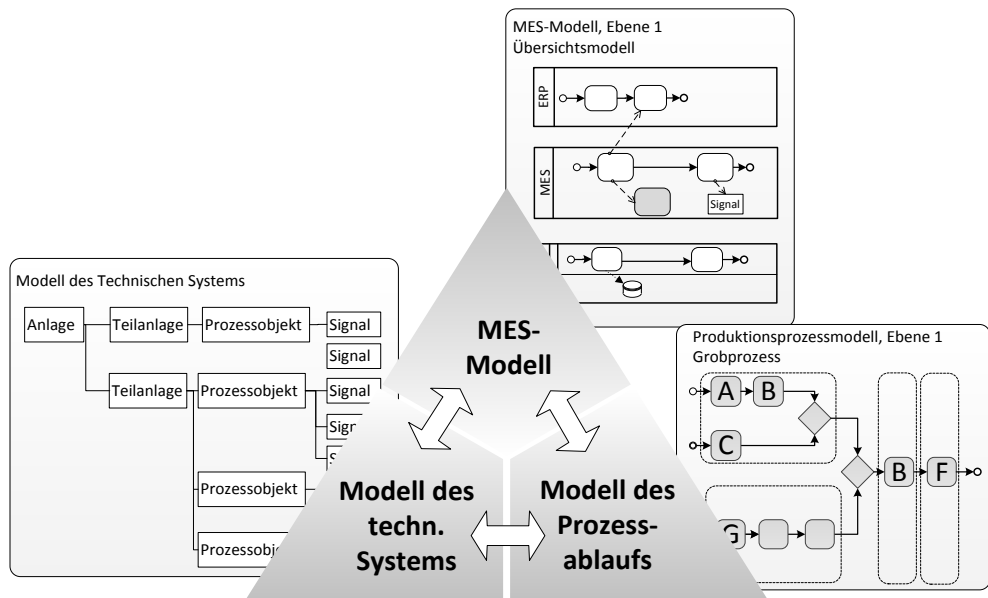 MES-Modell, Ebene 1
Übersichtsmodell
ERP
MES
Signal
Modell des Technischen Systems
Anlage
Teilanlage
Prozessobjekt
Signal
Signal
Teilanlage
Prozessobjekt
Signal
Prozessobjekt
Prozessobjekt
Produktionsprozessmodell, Ebene 1
Grobprozess
A
B
C
B
F
G
MES-
Modell
Modell des
techn.
Systems
Modell des
Prozess-
ablaufs